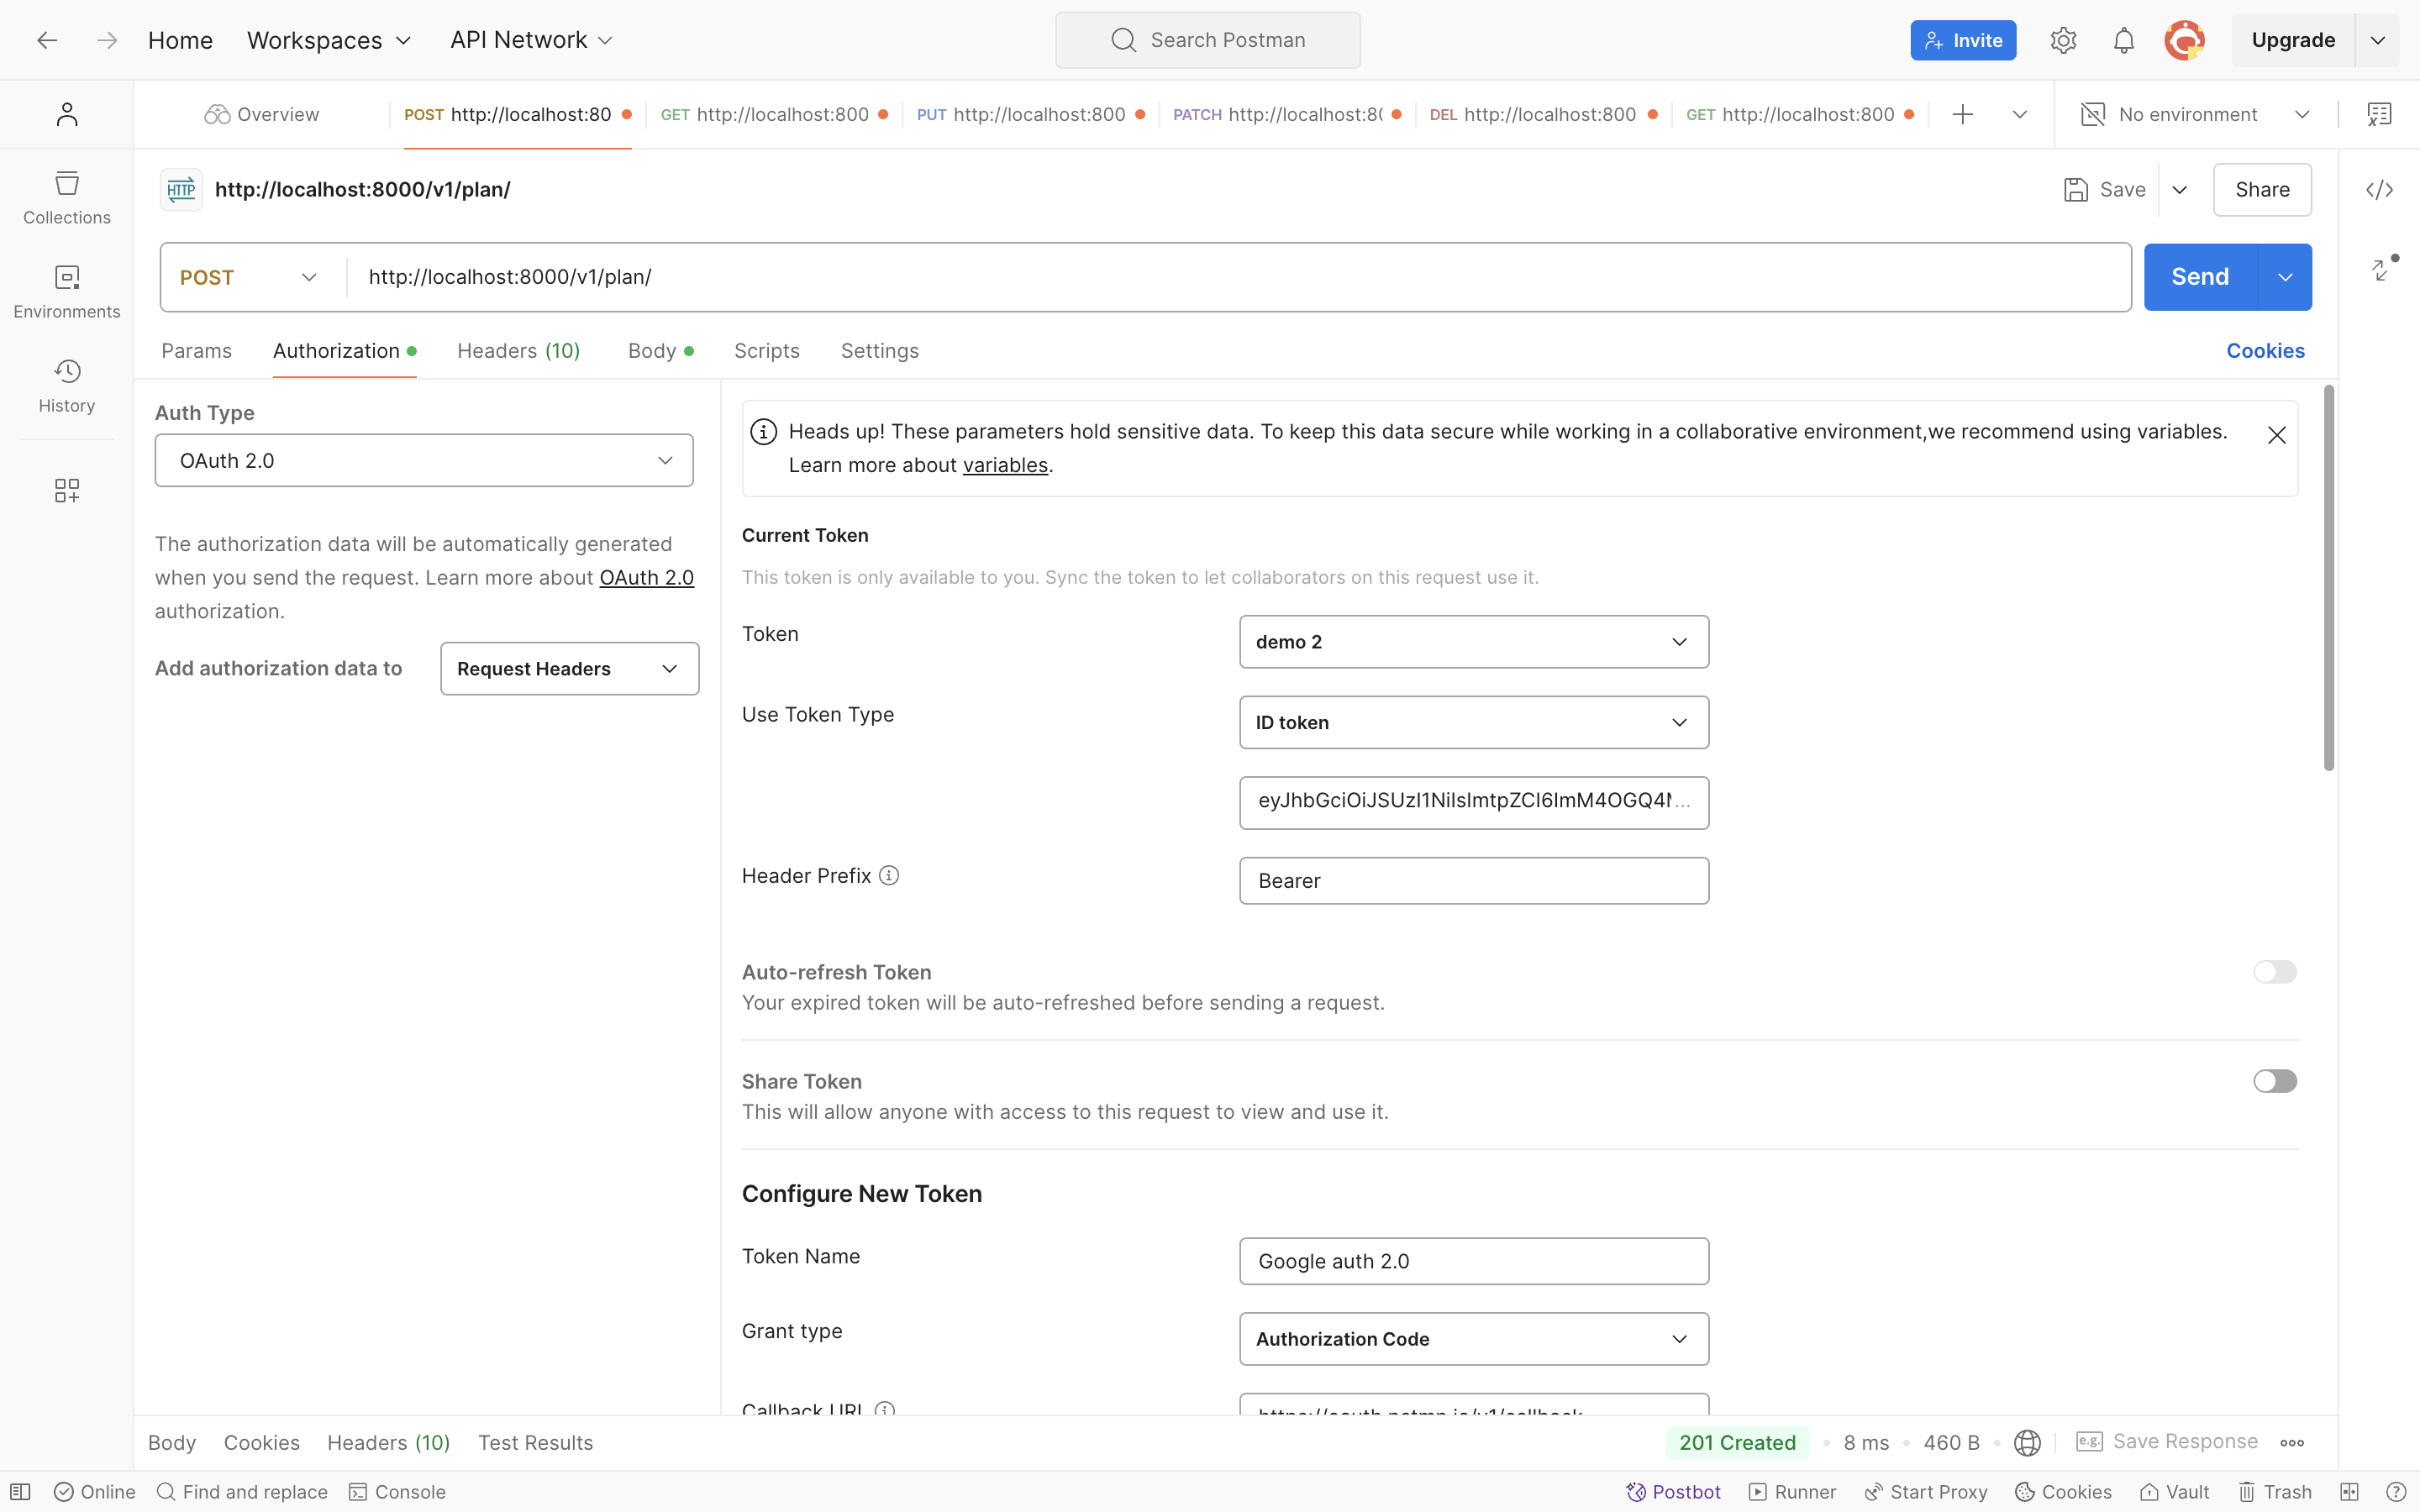 Home Workspaces API Network Search Postman Invite Upgrade
Overview POST http://localhost:80 GET http://localhost:800 PUT http://localhost:800 PATCH http://localhost:8( DEL http://localhost:800 GET http://localhost:800 No environment
HTTP http://localhost:8000/v1/plan/ Save Share
Collections
Environments
History
POST http://localhost:8000/v1/plan/ Send
Params Authorization Headers (10) Body Scripts Settings Cookies
Auth Type
OAuth 2.0
The authorization data will be automatically generated
when you send the request. Learn more about OAuth 2.0
authorization.
Add authorization data to Request Headers
Heads up! These parameters hold sensitive data. To keep this data secure while working in a collaborative environment,we recommend using variables.
Learn more about variables.
Current Token
This token is only available to you. Sync the token to let collaborators on this request use it.
Token demo 2
Use Token Type ID token
eyJhbGciOiJSUzI1NiIsImtpZCI6ImM4OGQ4M...
Header Prefix Bearer
Auto-refresh Token
Your expired token will be auto-refreshed before sending a request.
Share Token
This will allow anyone with access to this request to view and use it.
Configure New Token
Token Name Google auth 2.0
Grant type Authorization Code
Callback URL https://oauth.pstmn.io/v1/callback
Body Cookies Headers (10) Test Results 201 Created 8 ms 460 B e.g. Save Response
Online Find and replace Console Postbot Runner Start Proxy Cookies Vault Trash